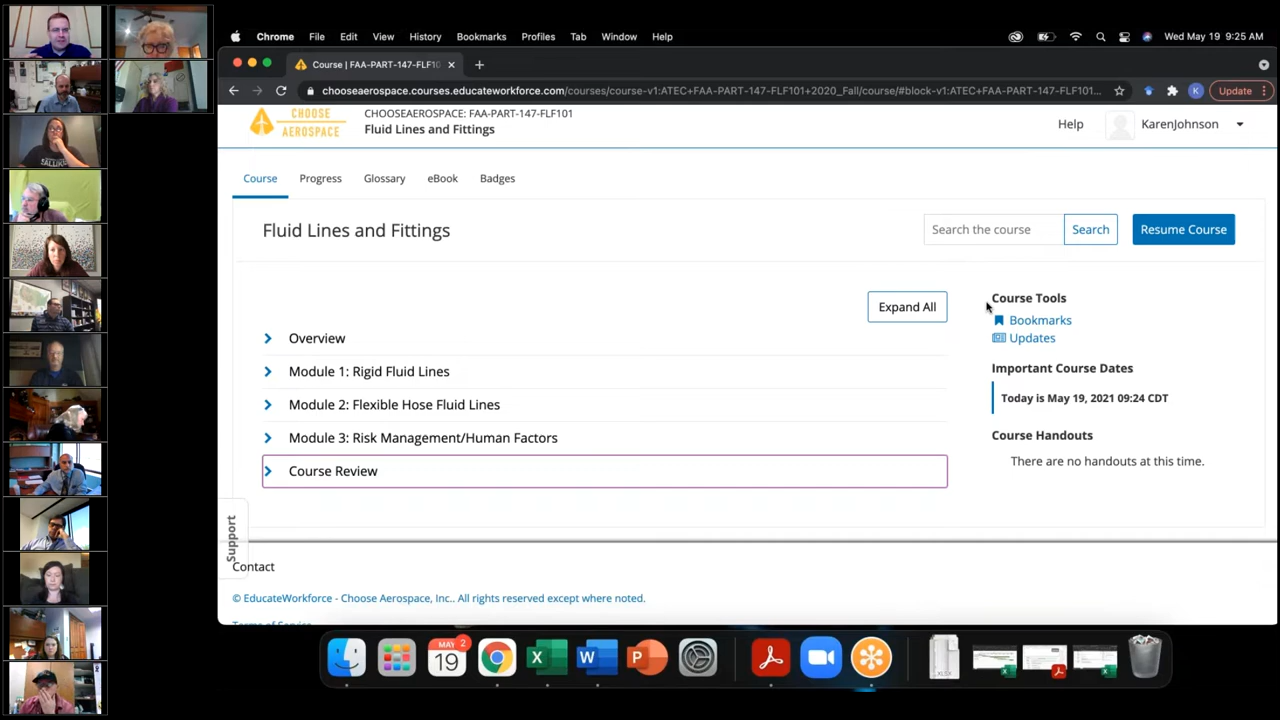 Chrome File Edit View History Bookmarks Profiles Tab Window Help Wed May 19 9:25 AM
Course | FAA-PART-147-FLF10
chooseaerospace.courses.educateworkforce.com/courses/course-v1:ATEC+FAA-PART-147-FLF101+2020_Fall/course/#block-v1:ATEC+FAA-PART-147-FLF101... K Update
CHOOSE
AEROSPACE
CHOOSEAEROSPACE: FAA-PART-147-FLF101
Fluid Lines and Fittings
Help KarenJohnson
Course Progress Glossary eBook Badges
Fluid Lines and Fittings
Search the course Search Resume Course
Expand All
Overview
Module 1: Rigid Fluid Lines
Module 2: Flexible Hose Fluid Lines
Module 3: Risk Management/Human Factors
Course Review
Course Tools
Bookmarks
Updates
Important Course Dates
Today is May 19, 2021 09:24 CDT
Course Handouts
There are no handouts at this time.
Support
Contact
© EducateWorkforce - Choose Aerospace, Inc.. All rights reserved except where noted.
Terms of Service
MAY 2
19
X W P